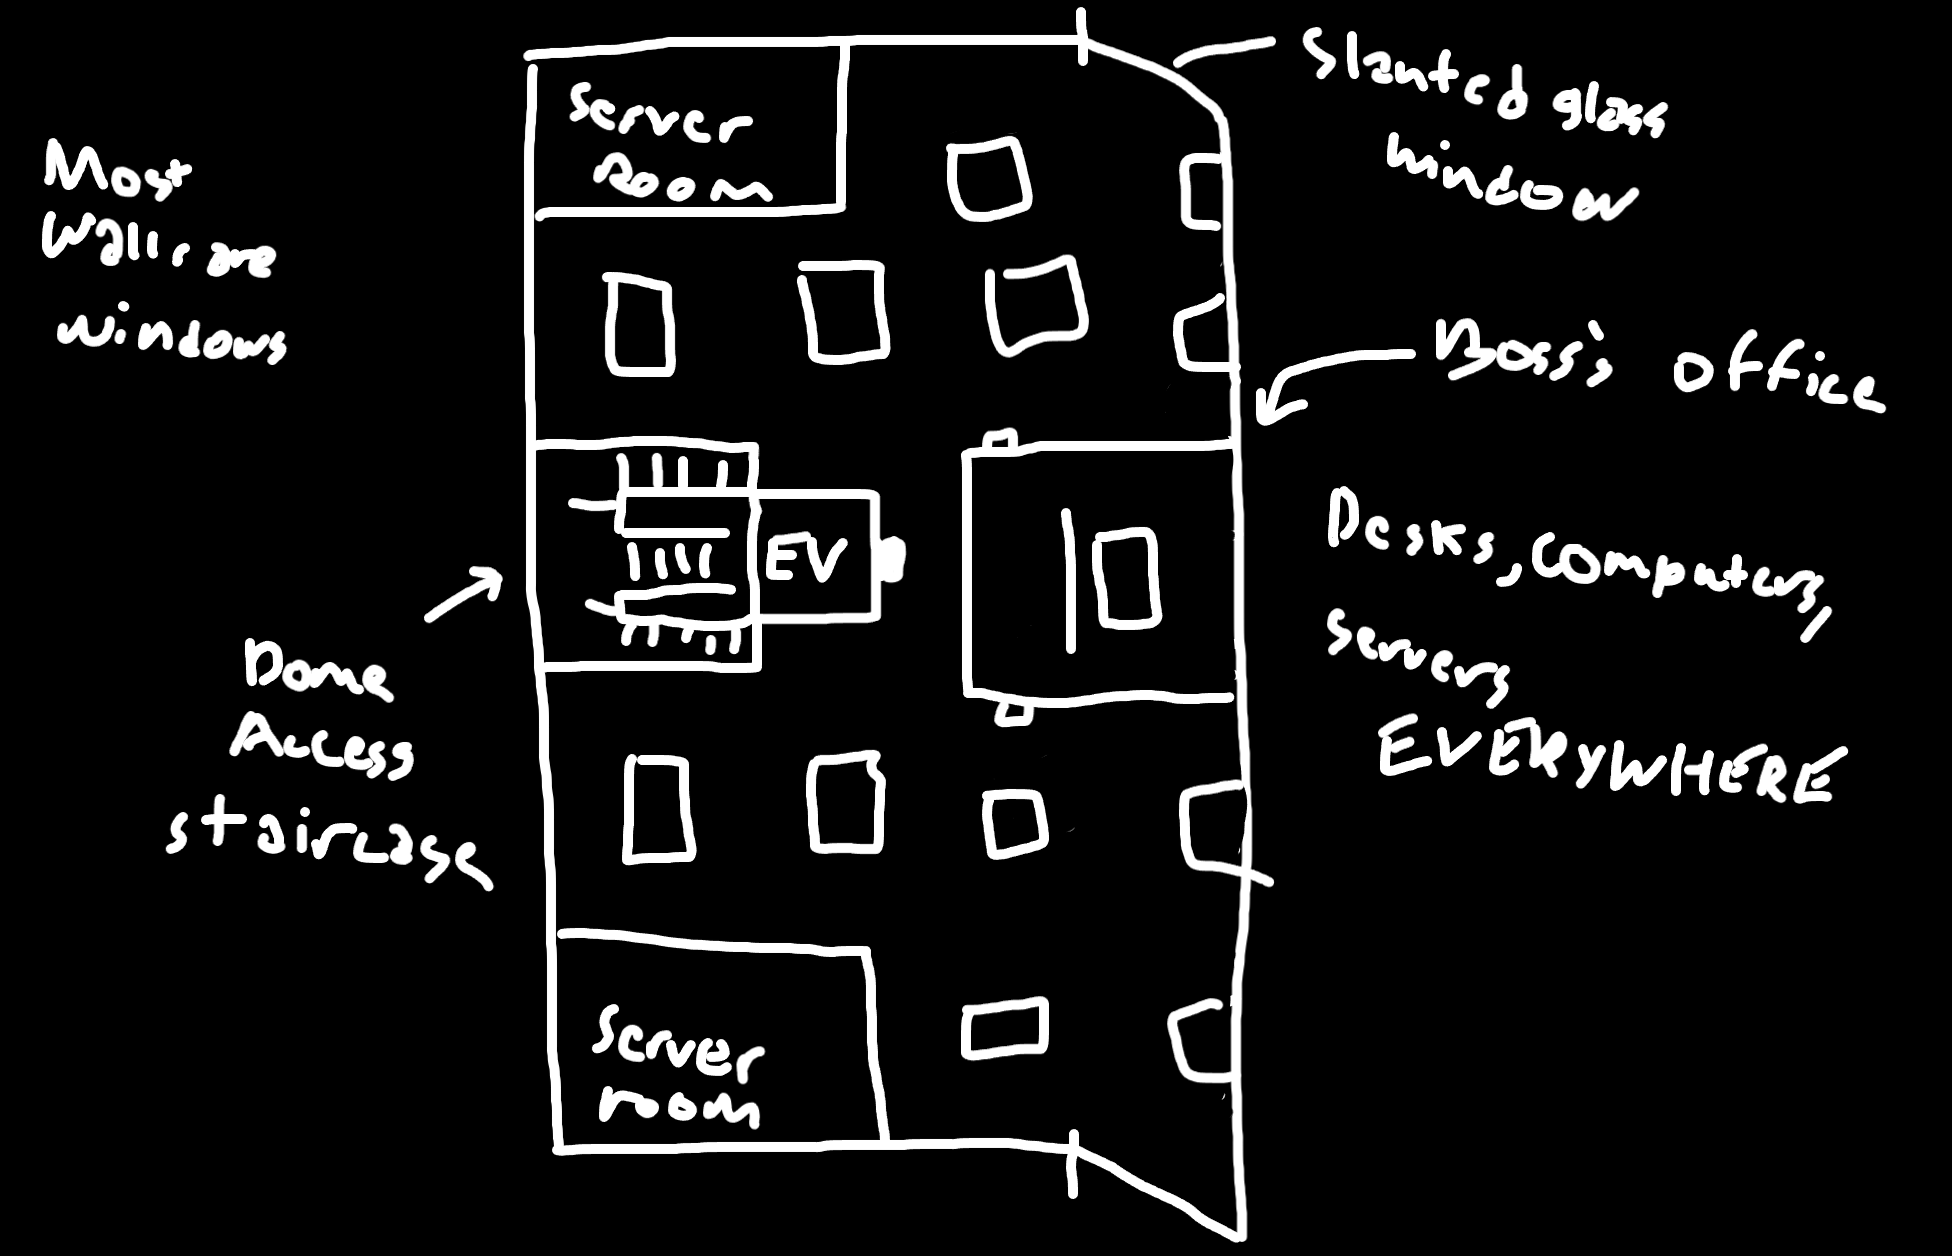 Slanted glass
window
Server
Room
Most
Walls are
windows
Boss's office
EV
Desks, computers,
servers
EVERYWHERE
Dome
Access
staircase
Server
room